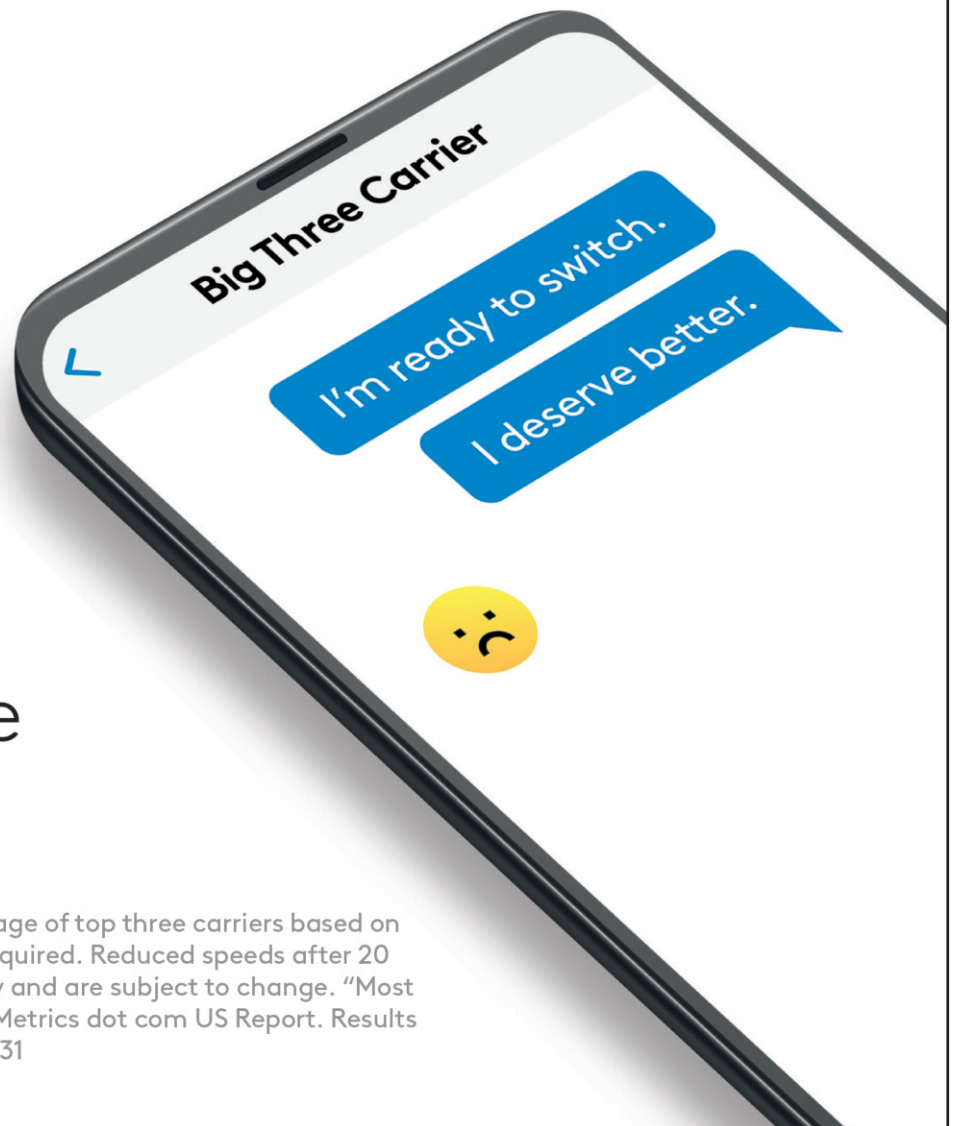 Big Three Carrier
I'm ready to switch.
I deserve better.
e
age of top three carriers based on
quired. Reduced speeds after 20
y and are subject to change. “Most
Metrics dot com US Report. Results
31